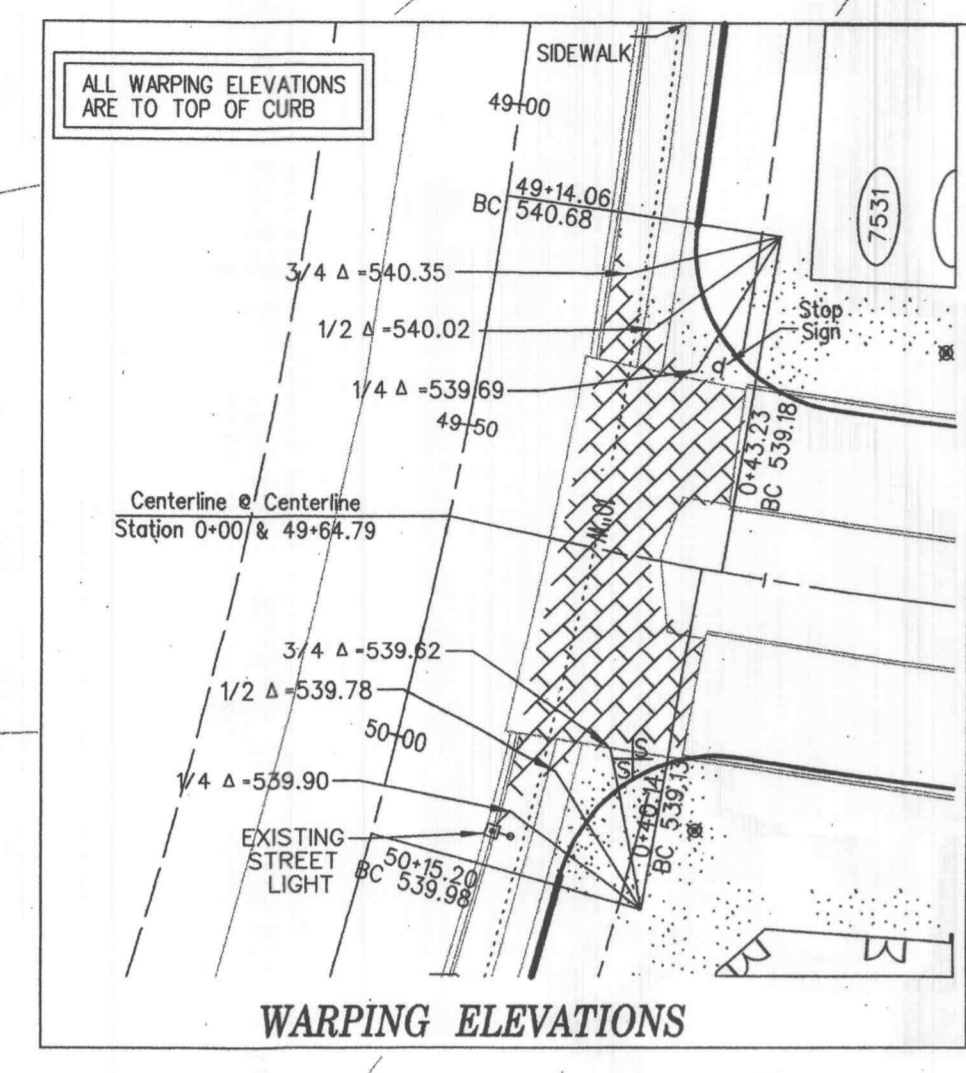 ALL WARPING ELEVATIONS
ARE TO TOP OF CURB
SIDEWALK
49+00
49+14.06
BC 540.68
3/4 Δ =540.35
1/2 Δ =540.02
1/4 Δ =539.69
7531
Stop
Sign
49+50
0+43.23
BC 539.18
Centerline @ Centerline
Station 0+00 & 49+64.79
10"W
3/4 Δ =539.62
1/2 Δ =539.78
50+00
1/4 Δ =539.90
S
S
0+40.14
BC 539.13
EXISTING
STREET
LIGHT
50+15.20
BC 539.98
WARPING ELEVATIONS